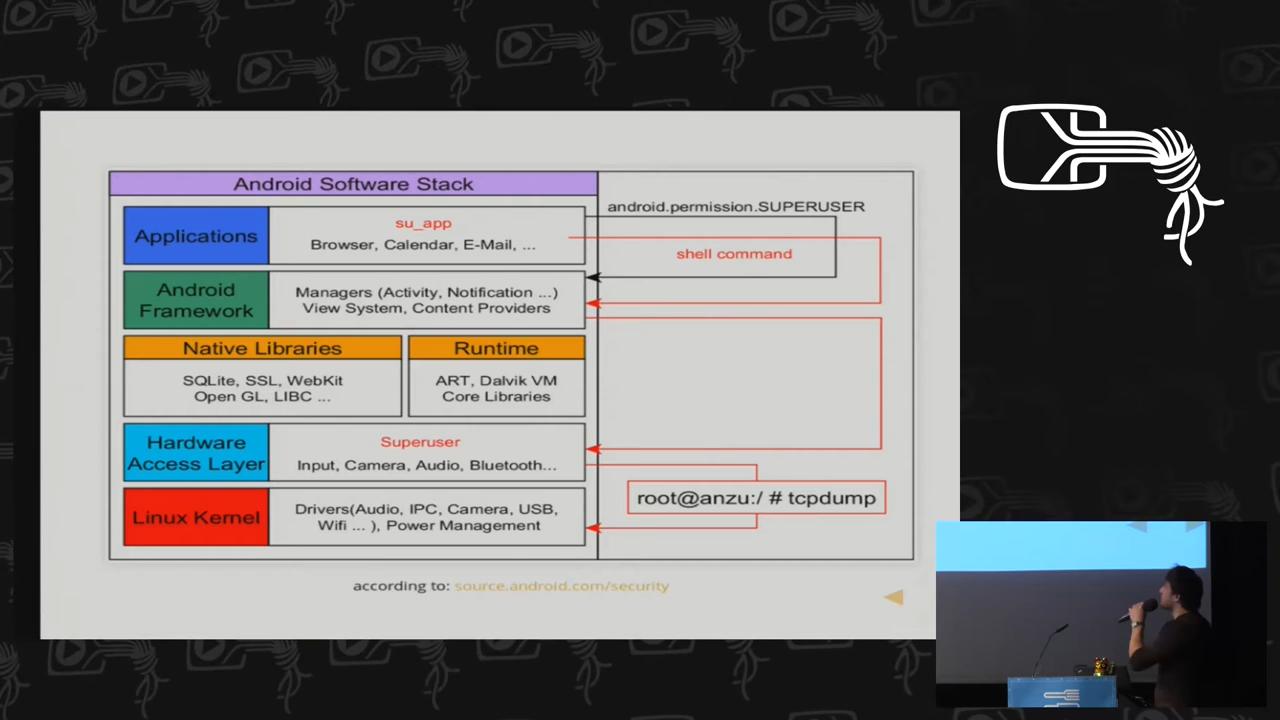 Android Software Stack
Applications
su_app
Browser, Calendar, E-Mail, ...
android.permission.SUPERUSER
shell command
Android
Framework
Managers (Activity, Notification ...)
View System, Content Providers
Native Libraries
SQLite, SSL, WebKit
Open GL, LIBC ...
Runtime
ART, Dalvik VM
Core Libraries
Hardware
Access Layer
Superuser
Input, Camera, Audio, Bluetooth...
Linux Kernel
Drivers(Audio, IPC, Camera, USB,
Wifi ... ), Power Management
root@anzu:/ # tcpdump
according to: source.android.com/security